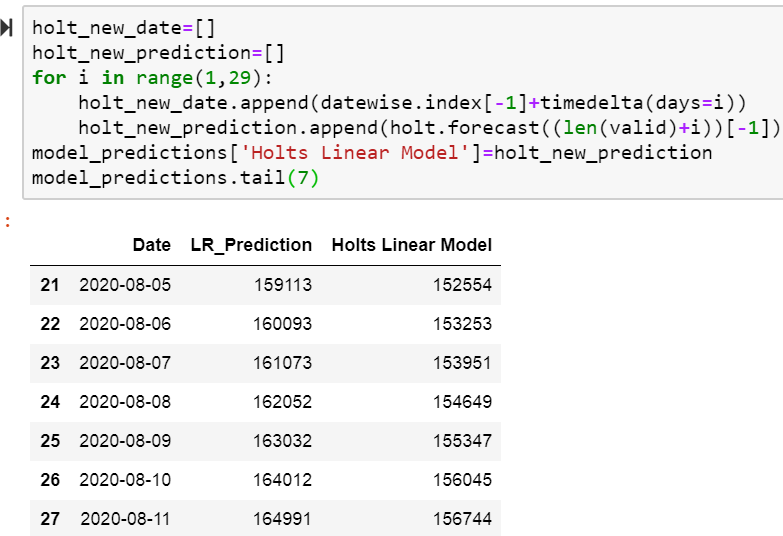 holt_new_date=[]
holt_new_prediction=[]
for i in range(1,29):
    holt_new_date.append(datewise.index[-1]+timedelta(days=i))
    holt_new_prediction.append(holt.forecast((len(valid)+i))[-1])
model_predictions['Holts Linear Model']=holt_new_prediction
model_predictions.tail(7)
:
Date LR_Prediction Holts Linear Model
21 2020-08-05 159113 152554
22 2020-08-06 160093 153253
23 2020-08-07 161073 153951
24 2020-08-08 162052 154649
25 2020-08-09 163032 155347
26 2020-08-10 164012 156045
27 2020-08-11 164991 156744